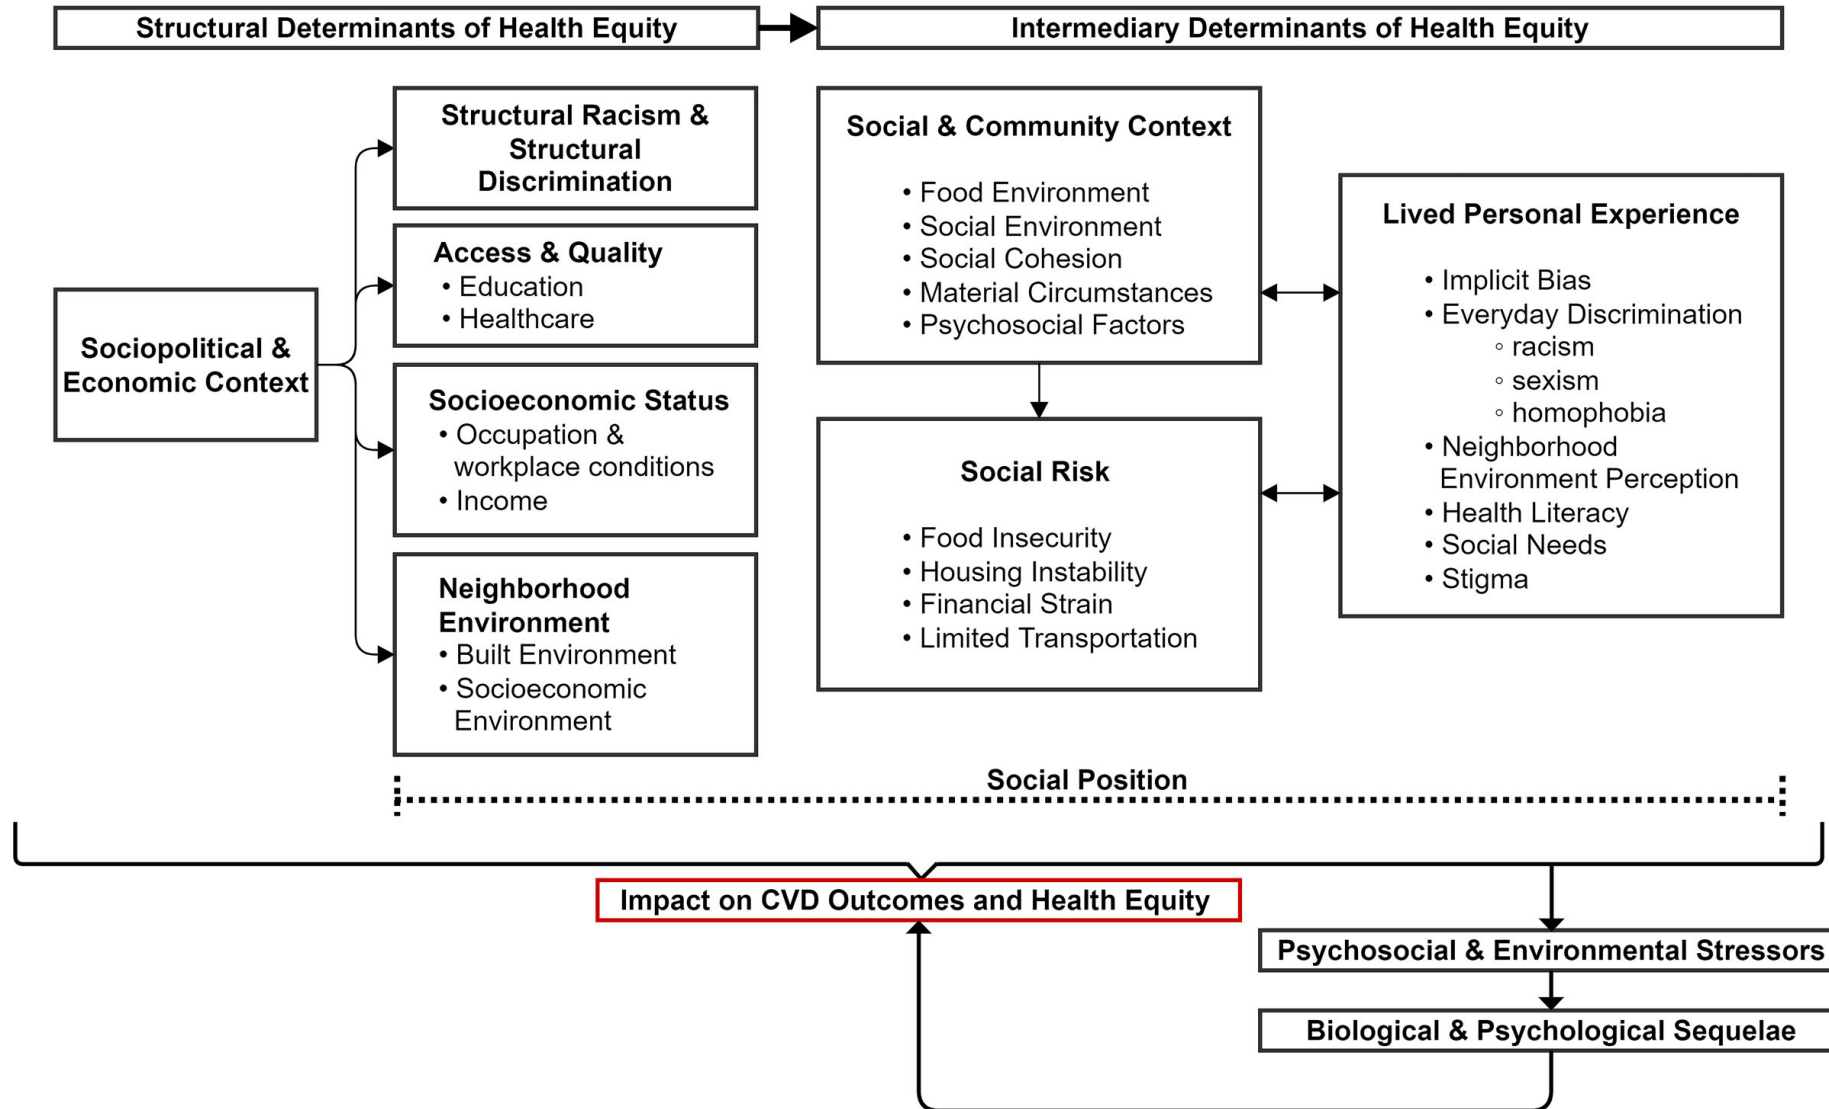 Structural Determinants of Health Equity
Intermediary Determinants of Health Equity
Sociopolitical &
Economic Context
Structural Racism &
Structural
Discrimination
Access & Quality
• Education
• Healthcare
Socioeconomic Status
• Occupation &
workplace conditions
• Income
Neighborhood
Environment
• Built Environment
• Socioeconomic
Environment
Social & Community Context
• Food Environment
• Social Environment
• Social Cohesion
• Material Circumstances
• Psychosocial Factors
Social Risk
• Food Insecurity
• Housing Instability
• Financial Strain
• Limited Transportation
Lived Personal Experience
• Implicit Bias
• Everyday Discrimination
◦ racism
◦ sexism
◦ homophobia
• Neighborhood
Environment Perception
• Health Literacy
• Social Needs
• Stigma
Social Position
Impact on CVD Outcomes and Health Equity
Psychosocial & Environmental Stressors
Biological & Psychological Sequelae